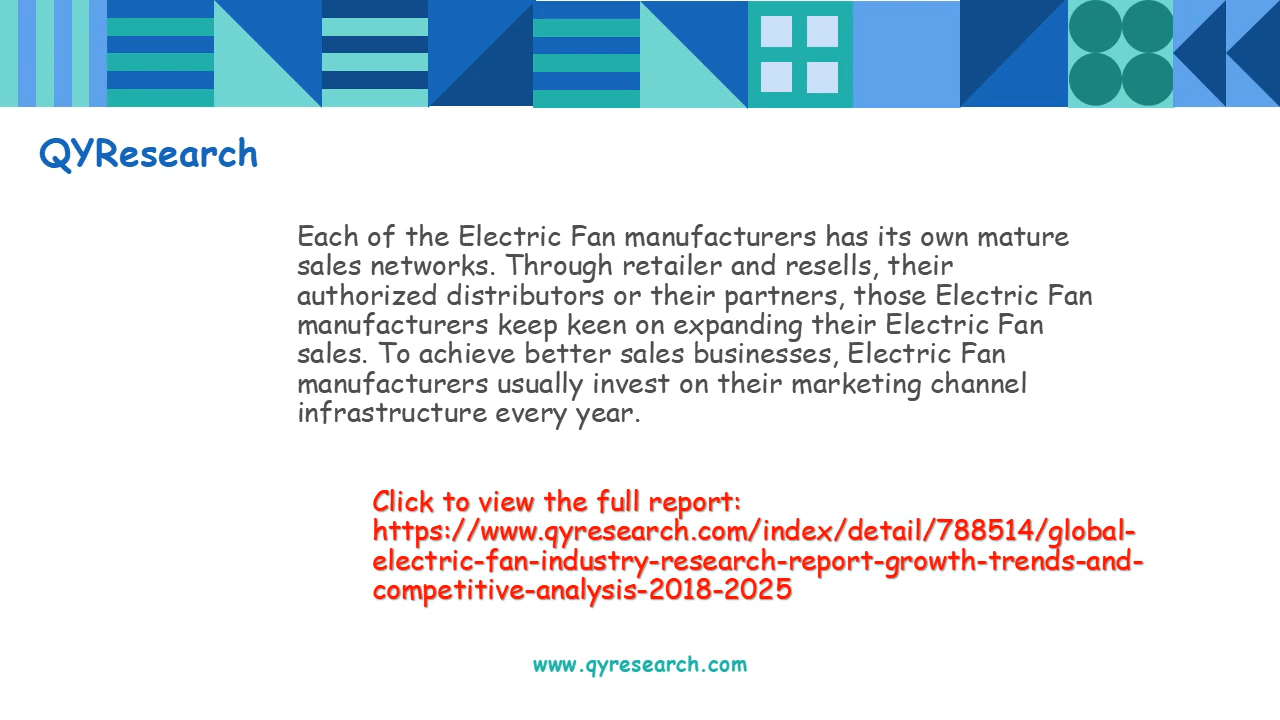 QYResearch
Each of the Electric Fan manufacturers has its own mature
sales networks. Through retailer and resells, their
authorized distributors or their partners, those Electric Fan
manufacturers keep keen on expanding their Electric Fan
sales. To achieve better sales businesses, Electric Fan
manufacturers usually invest on their marketing channel
infrastructure every year.
Click to view the full report:
https://www.qyresearch.com/index/detail/788514/global-
electric-fan-industry-research-report-growth-trends-and-
competitive-analysis-2018-2025
www.qyresearch.com